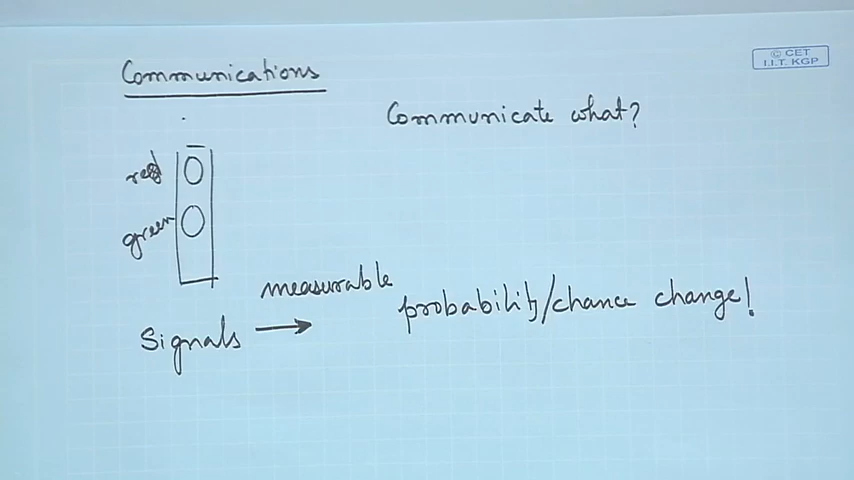 Communications
© CET
I.I.T. KGP
Communicate what?
red
green
measurable
Signals → probability/chance change!